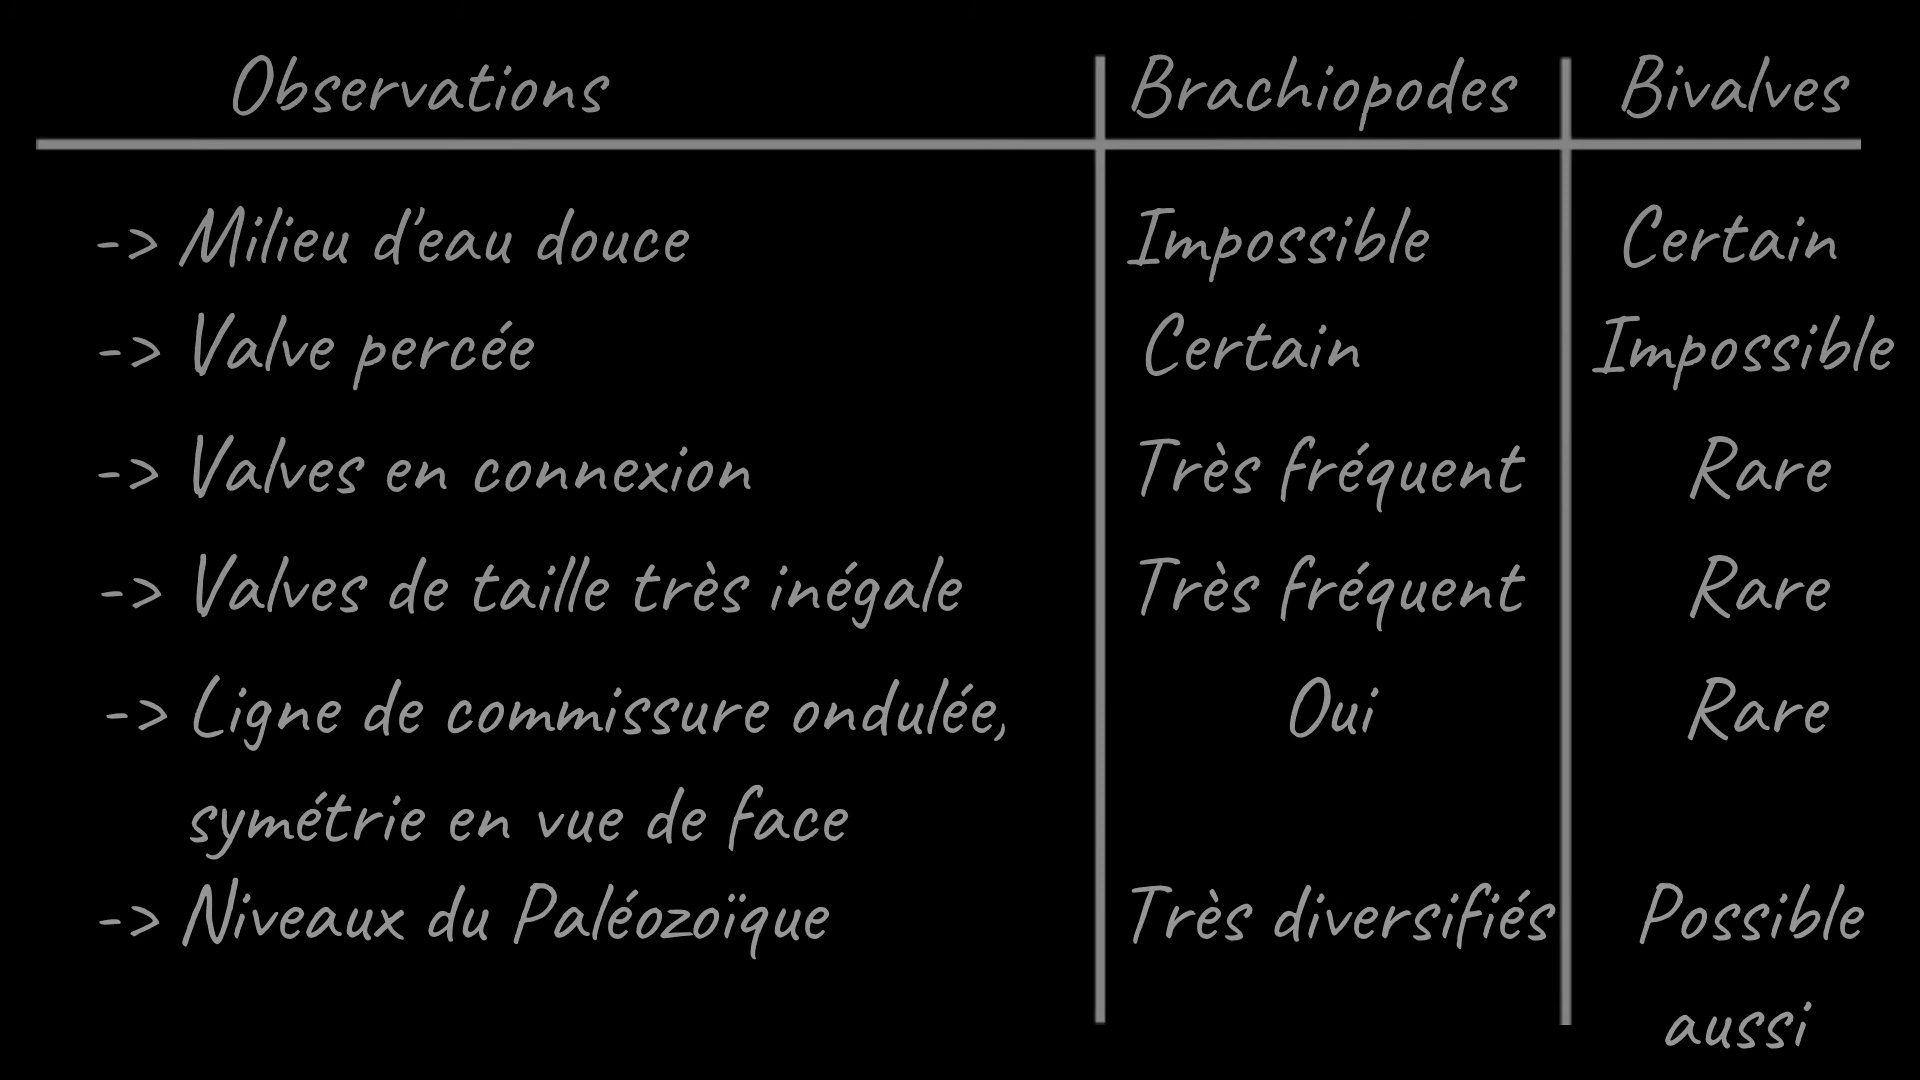 Observations Brachiopodes Bivalves
-> Milieu d'eau douce Impossible Certain
-> Valve percée Certain Impossible
-> Valves en connexion Très fréquent Rare
-> Valves de taille très inégale Très fréquent Rare
-> Ligne de commissure ondulée, Oui Rare
symétrie en vue de face
-> Niveaux du Paléozoïque Très diversifiés Possible
aussi